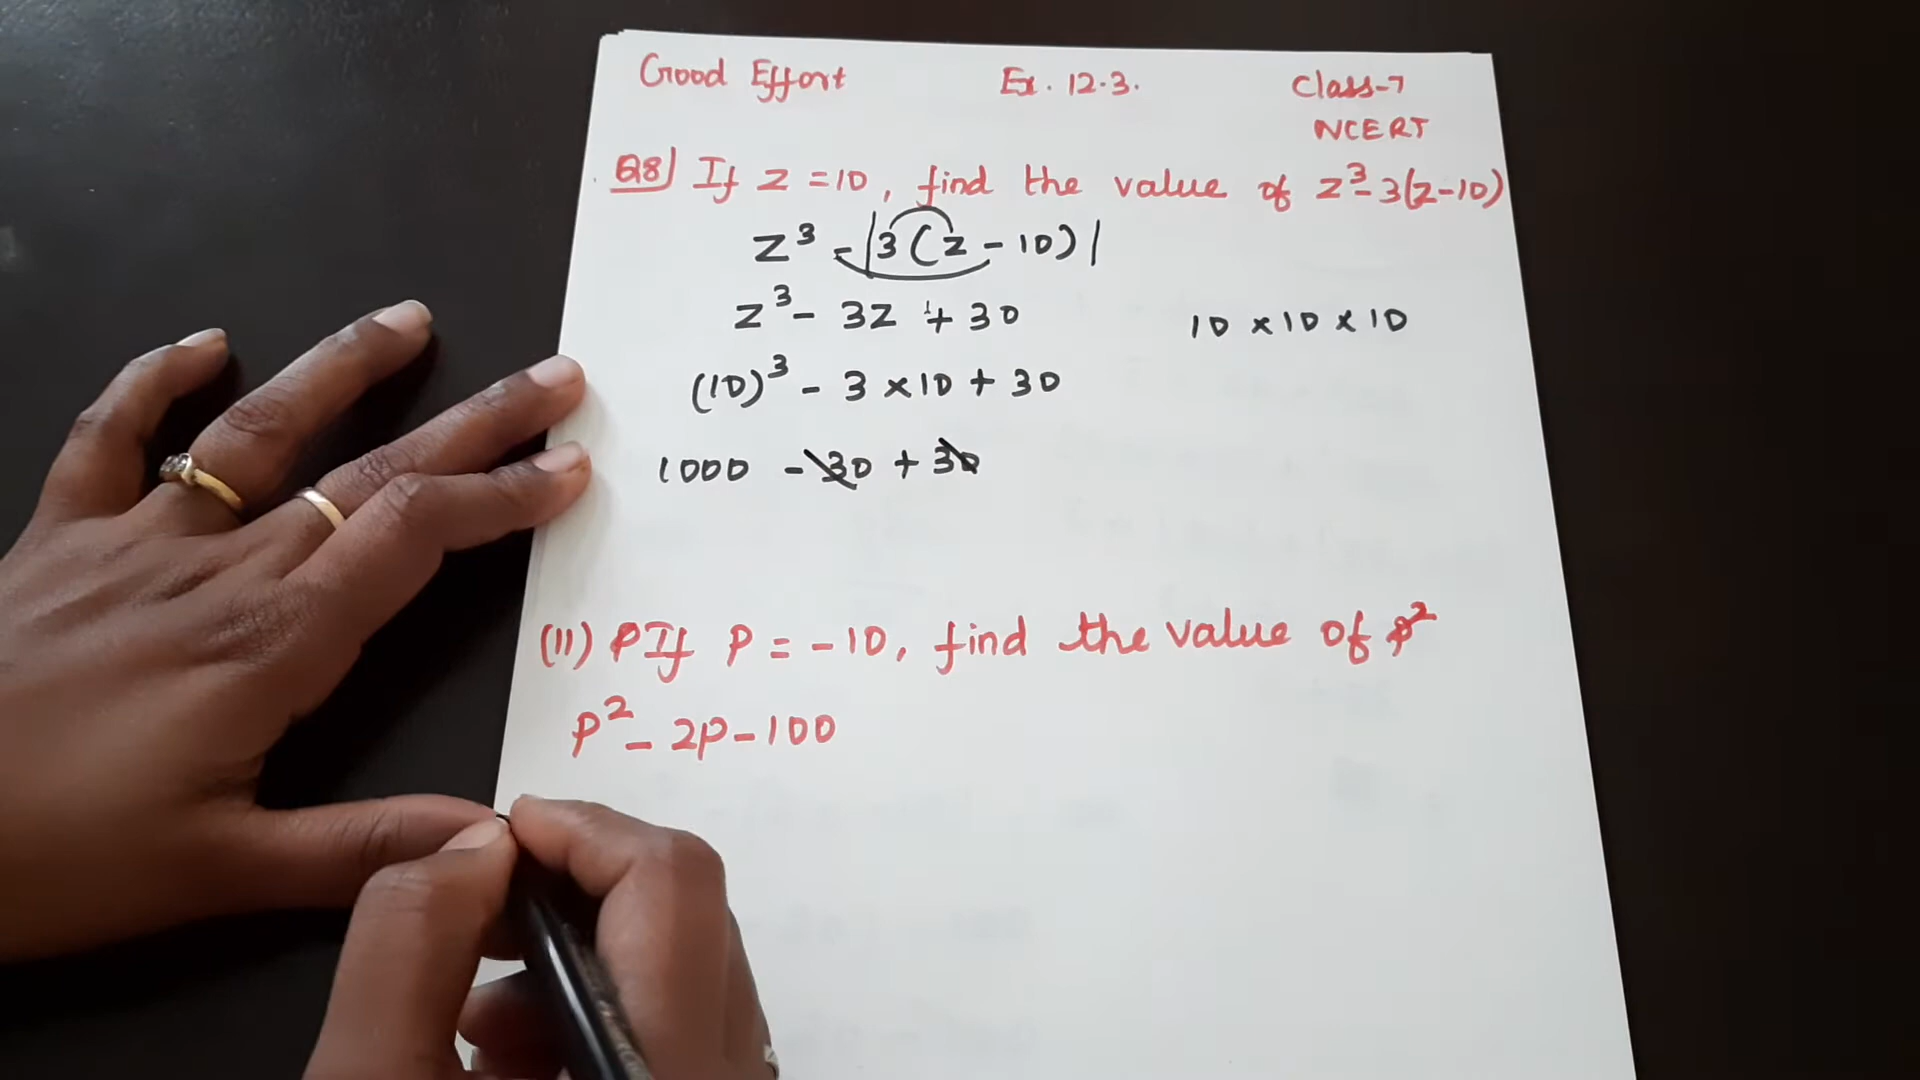 Good Effort Ex. 12.3. Class-7
NCERT
Q8) If z = 10, find the value of z³ - 3(z-10)
z³ - |3(z - 10)|
z³ - 3z + 30 10 × 10 × 10
(10)³ - 3 × 10 + 30
1000 - 30 + 30
(II) PIf P = -10, find the value of p²
p² - 2p - 100